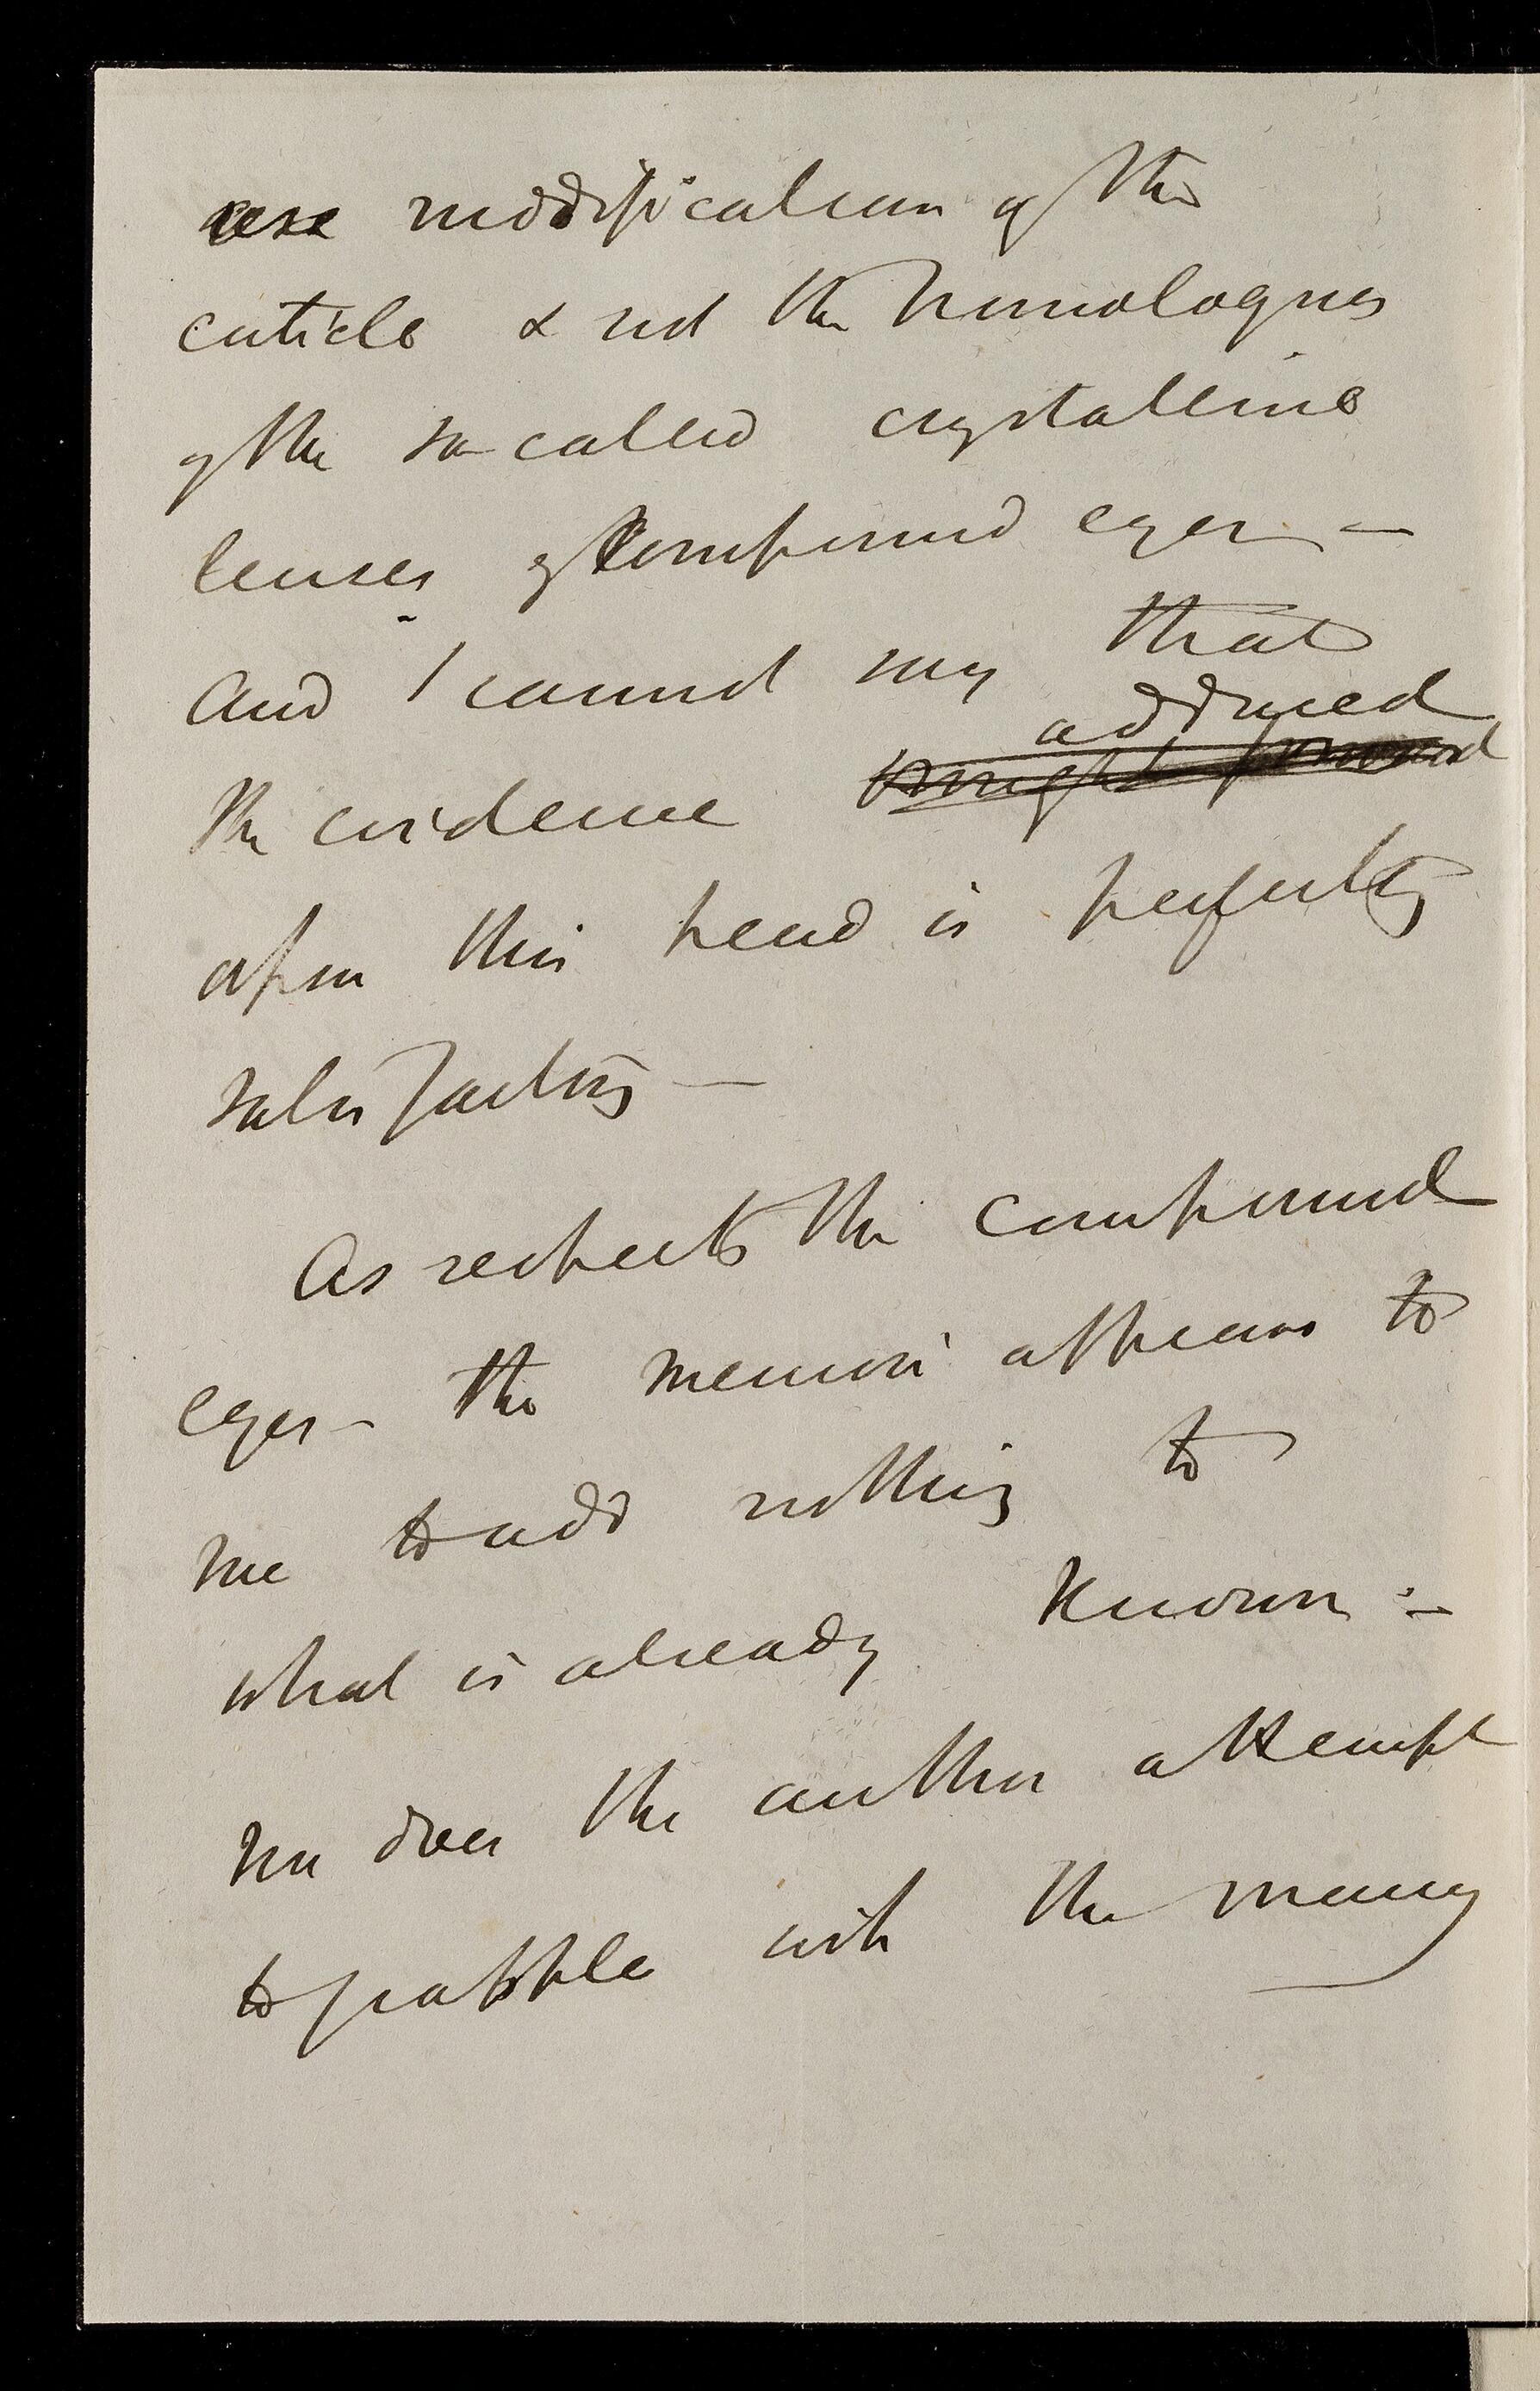 are modification of the
cuticle & not the homologues
of the so-called crystalline
lenses of compound eyes –
And I cannot say that
adduced
the evidence brought forward
upon this head is perfectly
satisfactory –
As respects the compound
eyes – the memoir appears to
me to add nothing to
what is already known :–
nor does the author attempt
to grapple with the many